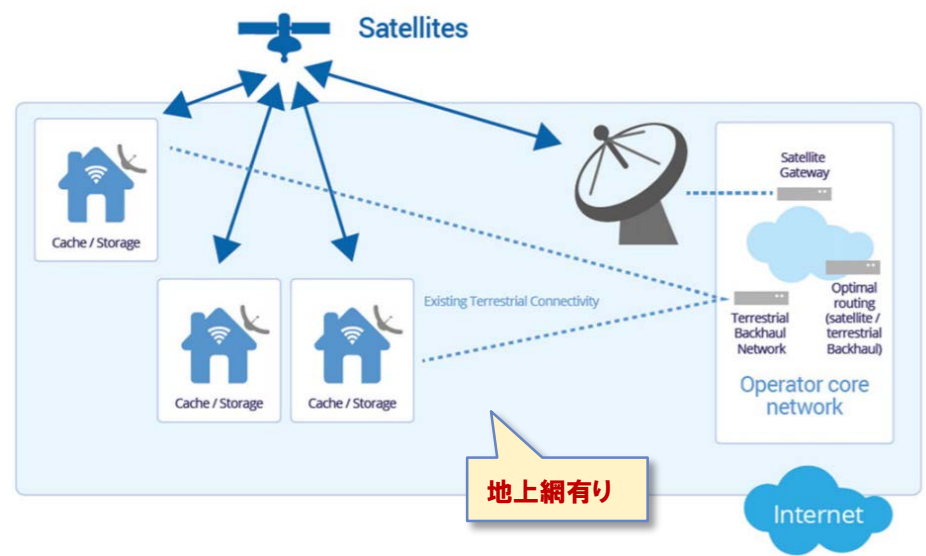 Satellites
Cache / Storage
Satellite
Gateway
Existing Terrestrial Connectivity
Terrestrial
Backhaul
Network
Optimal
routing
(satellite /
terrestrial
Backhaul)
Operator core
network
Cache / Storage
Cache / Storage
地上網有り
Internet